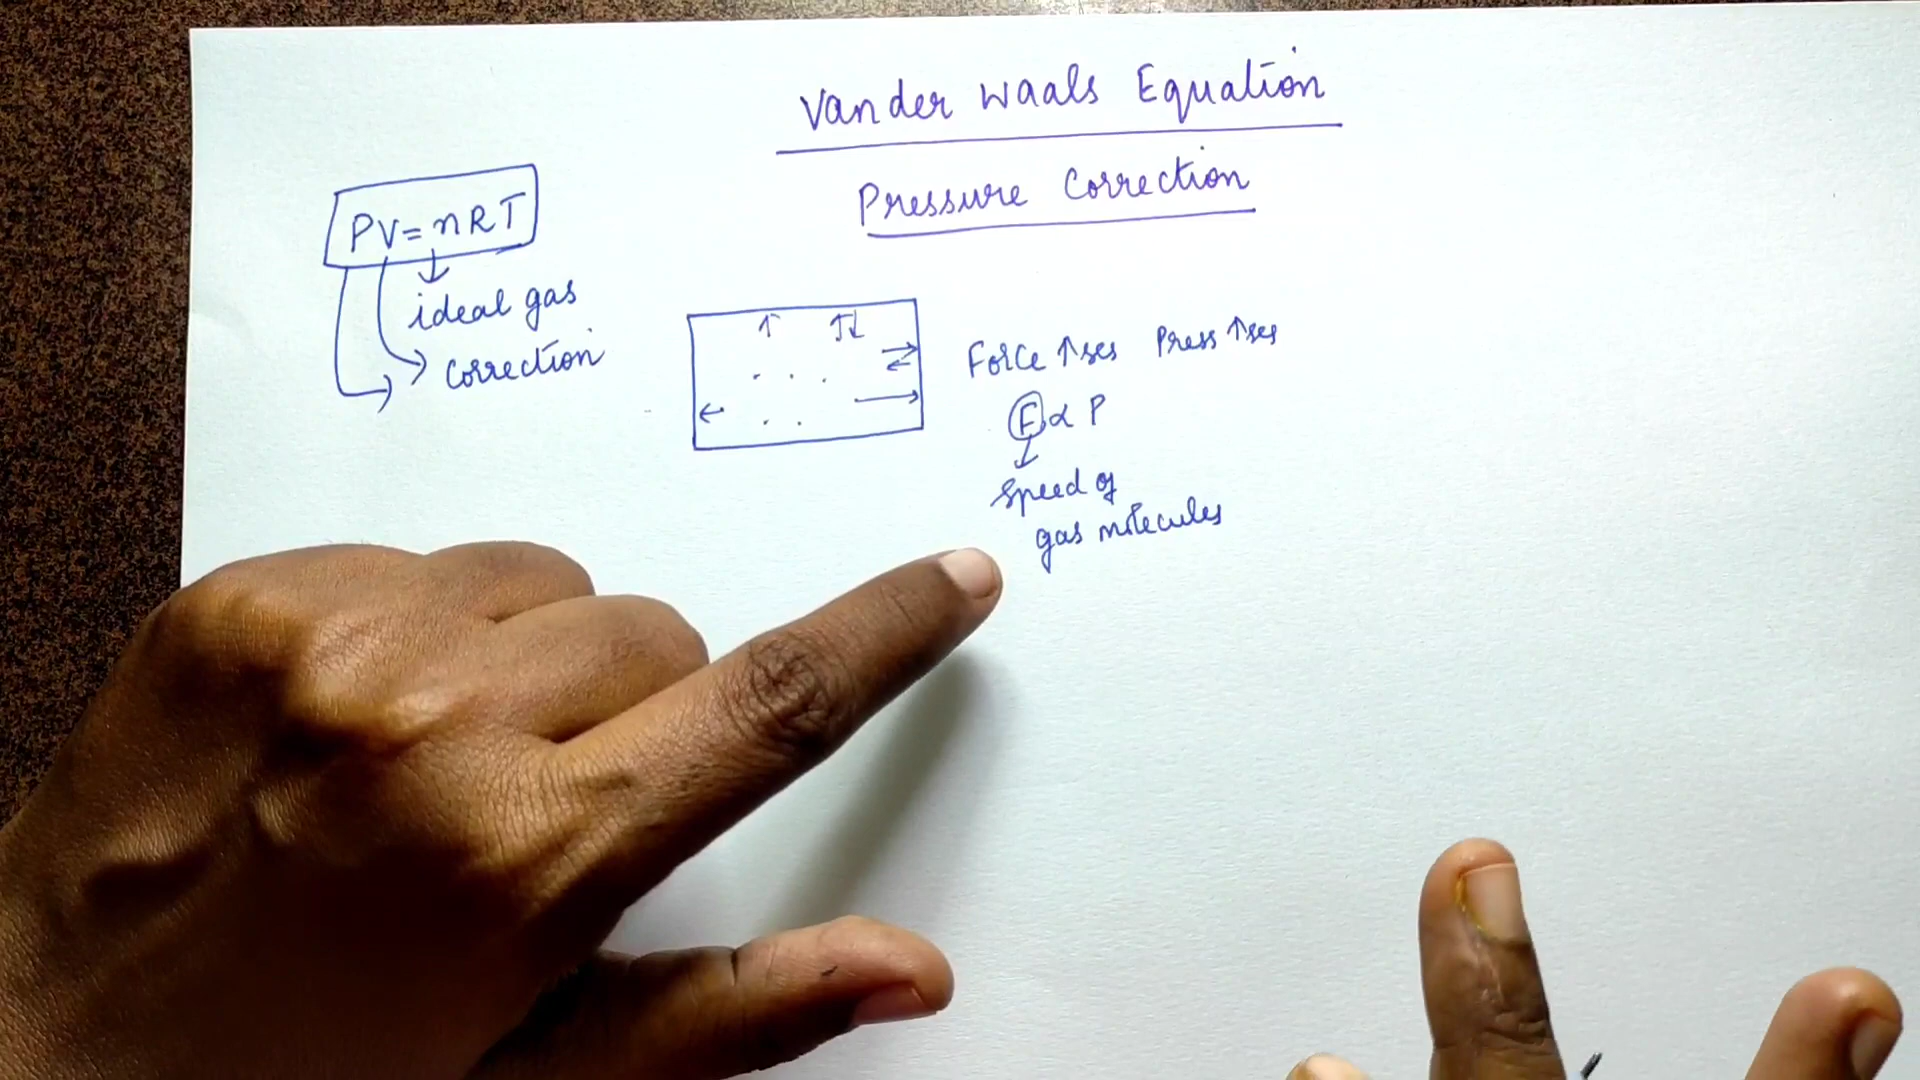 Van der Waals Equation
Pressure Correction
PV = nRT
ideal gas
correction
Force ↑ses Press ↑ses
F α P
speed of
gas molecules